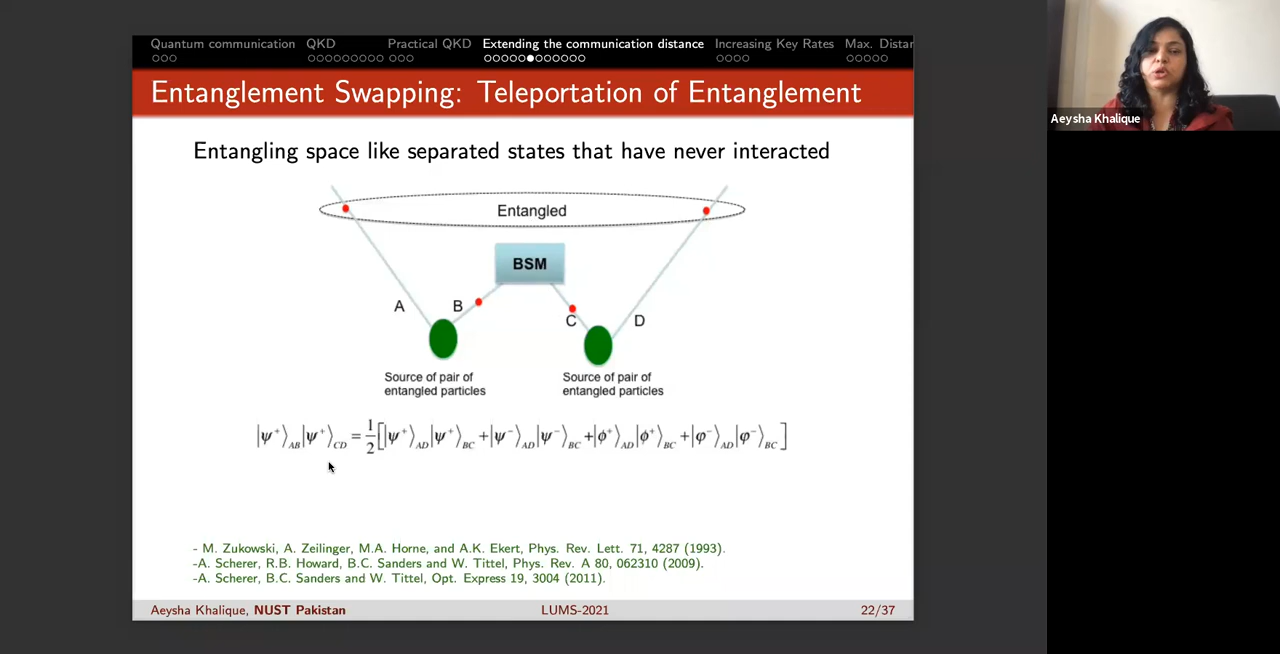 Quantum communication QKD Practical QKD Extending the communication distance Increasing Key Rates Max. Distar
Entanglement Swapping: Teleportation of Entanglement
Aeysha Khalique
Entangling space like separated states that have never interacted
Entangled
BSM
A B C D
Source of pair of entangled particles
Source of pair of entangled particles
|ψ⁺⟩_AB|ψ⁺⟩_CD = 1/2[|ψ⁺⟩_AD|ψ⁺⟩_BC + |ψ⁻⟩_AD|ψ⁻⟩_BC + |ϕ⁺⟩_AD|ϕ⁺⟩_BC + |φ⁻⟩_AD|φ⁻⟩_BC]
- M. Zukowski, A. Zeilinger, M.A. Horne, and A.K. Ekert, Phys. Rev. Lett. 71, 4287 (1993).
-A. Scherer, R.B. Howard, B.C. Sanders and W. Tittel, Phys. Rev. A 80, 062310 (2009).
-A. Scherer, B.C. Sanders and W. Tittel, Opt. Express 19, 3004 (2011).
Aeysha Khalique, NUST Pakistan LUMS-2021 22/37